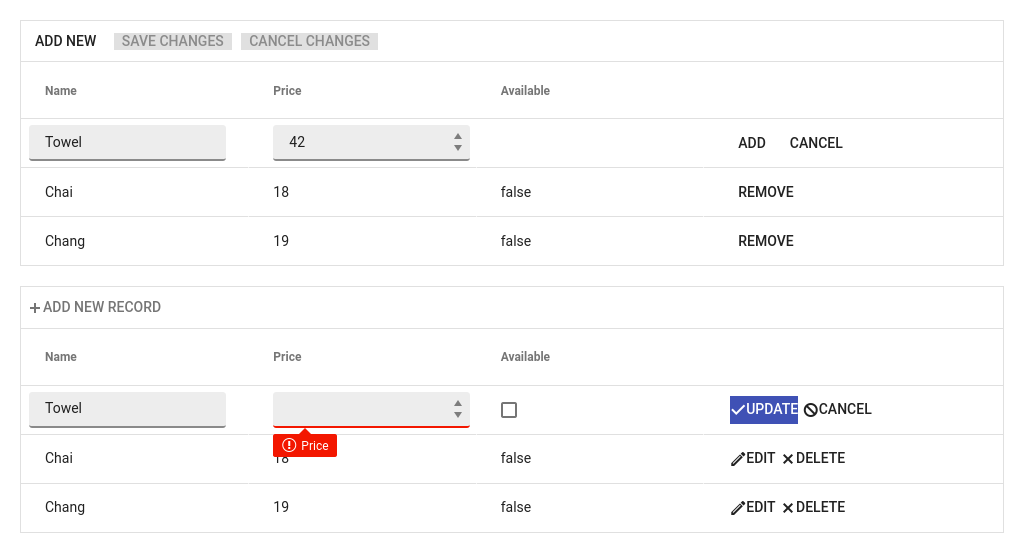 ADD NEW SAVE CHANGES CANCEL CHANGES
Name Price Available
Towel 42 ADD CANCEL
Chai 18 false REMOVE
Chang 19 false REMOVE
ADD NEW RECORD
Name Price Available
Towel UPDATE CANCEL
Price
Chai 18 false EDIT DELETE
Chang 19 false EDIT DELETE